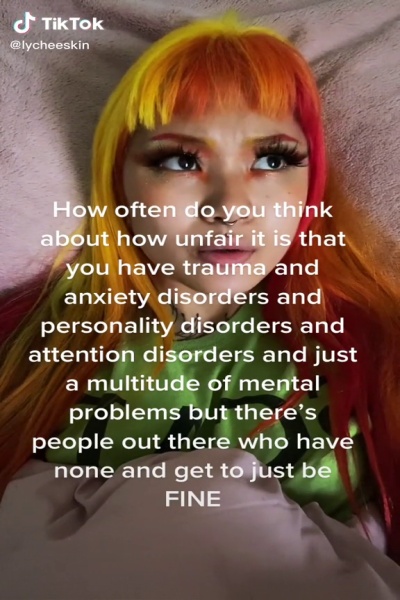 TikTok
@lycheeskin
How often do you think
about how unfair it is that
you have trauma and
anxiety disorders and
personality disorders and
attention disorders and just
a multitude of mental
problems but there’s
people out there who have
none and get to just be
FINE